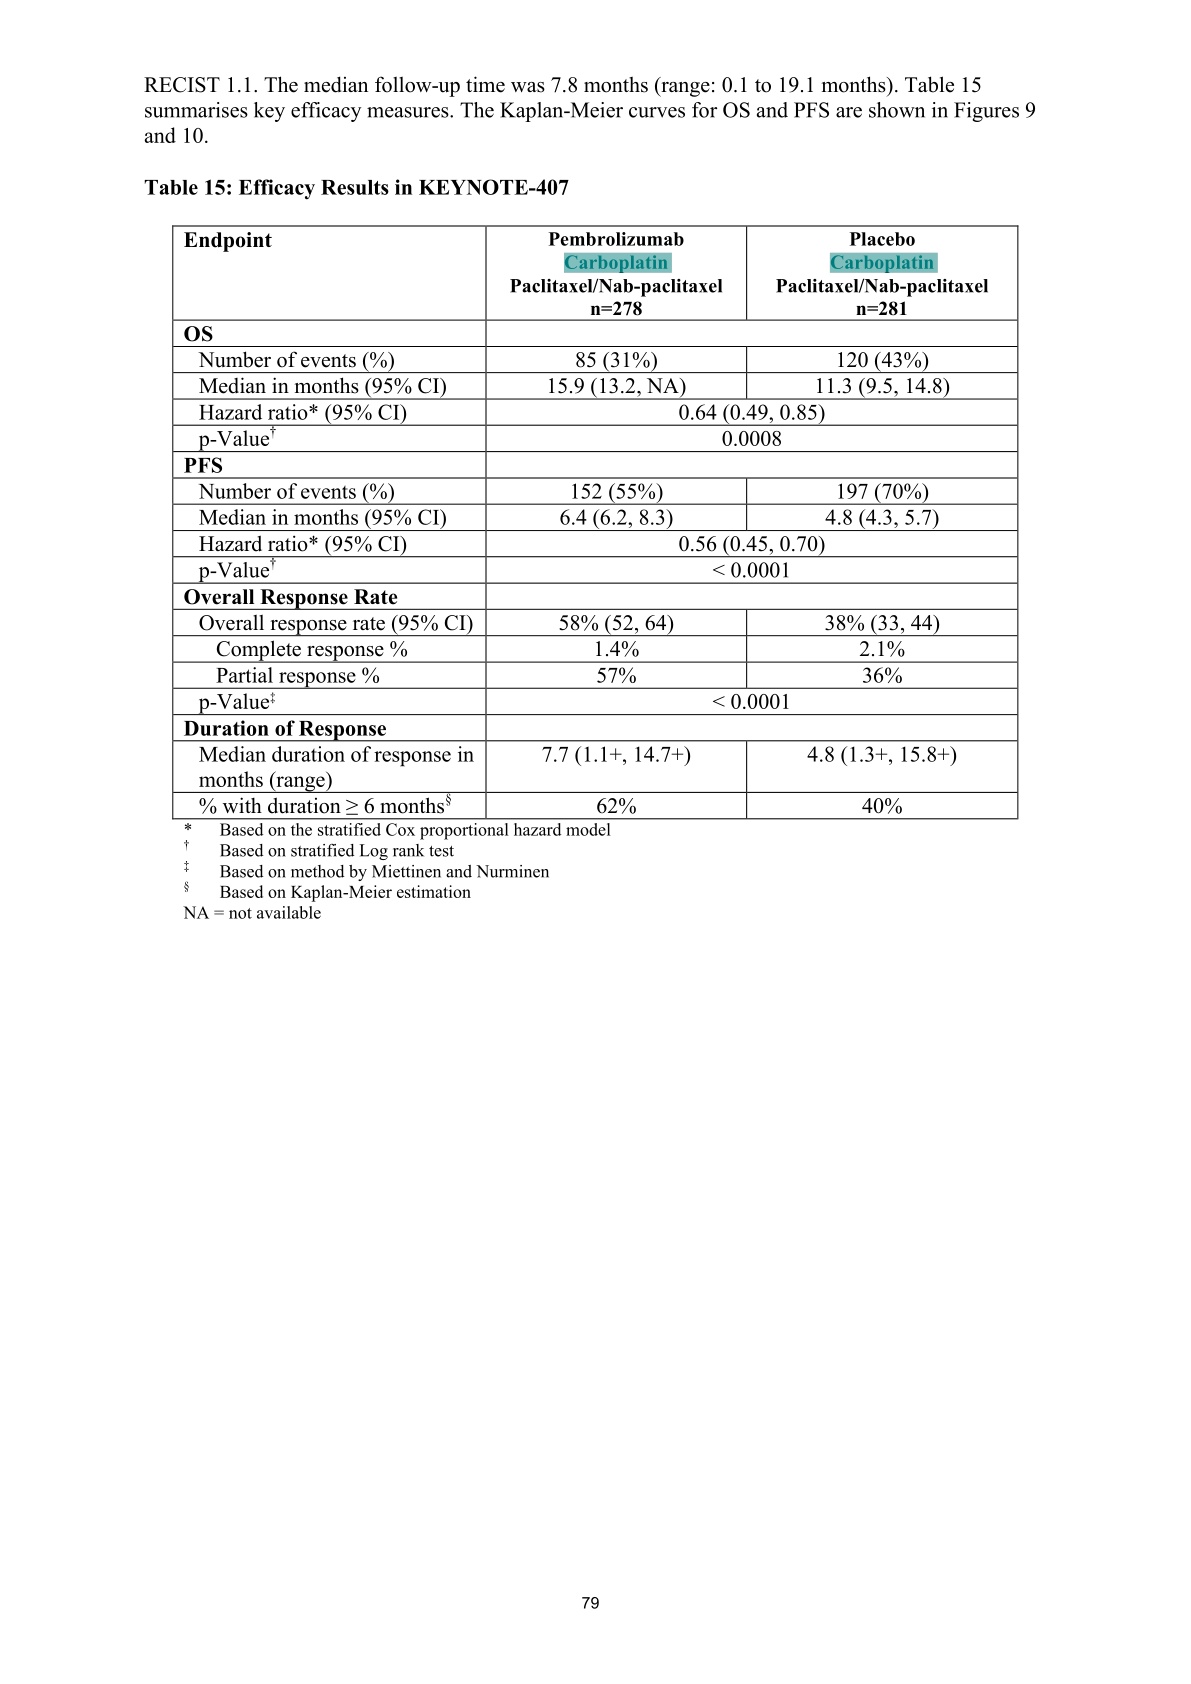 RECIST 1.1. The median follow-up time was 7.8 months (range: 0.1 to 19.1 months). Table 15
summarises key efficacy measures. The Kaplan-Meier curves for OS and PFS are shown in Figures 9
and 10.
Table 15: Efficacy Results in KEYNOTE-407
Endpoint
Pembrolizumab
Carboplatin
Paclitaxel/Nab-paclitaxel
n=278
Placebo
Carboplatin
Paclitaxel/Nab-paclitaxel
n=281
OS
Number of events (%) 85 (31%) 120 (43%)
Median in months (95% CI) 15.9 (13.2, NA) 11.3 (9.5, 14.8)
Hazard ratio* (95% CI) 0.64 (0.49, 0.85)
p-Value† 0.0008
PFS
Number of events (%) 152 (55%) 197 (70%)
Median in months (95% CI) 6.4 (6.2, 8.3) 4.8 (4.3, 5.7)
Hazard ratio* (95% CI) 0.56 (0.45, 0.70)
p-Value† < 0.0001
Overall Response Rate
Overall response rate (95% CI) 58% (52, 64) 38% (33, 44)
Complete response % 1.4% 2.1%
Partial response % 57% 36%
p-Value‡ < 0.0001
Duration of Response
Median duration of response in
months (range)
7.7 (1.1+, 14.7+) 4.8 (1.3+, 15.8+)
% with duration ≥ 6 months§ 62% 40%
* Based on the stratified Cox proportional hazard model
† Based on stratified Log rank test
‡ Based on method by Miettinen and Nurminen
§ Based on Kaplan-Meier estimation
NA = not available
79